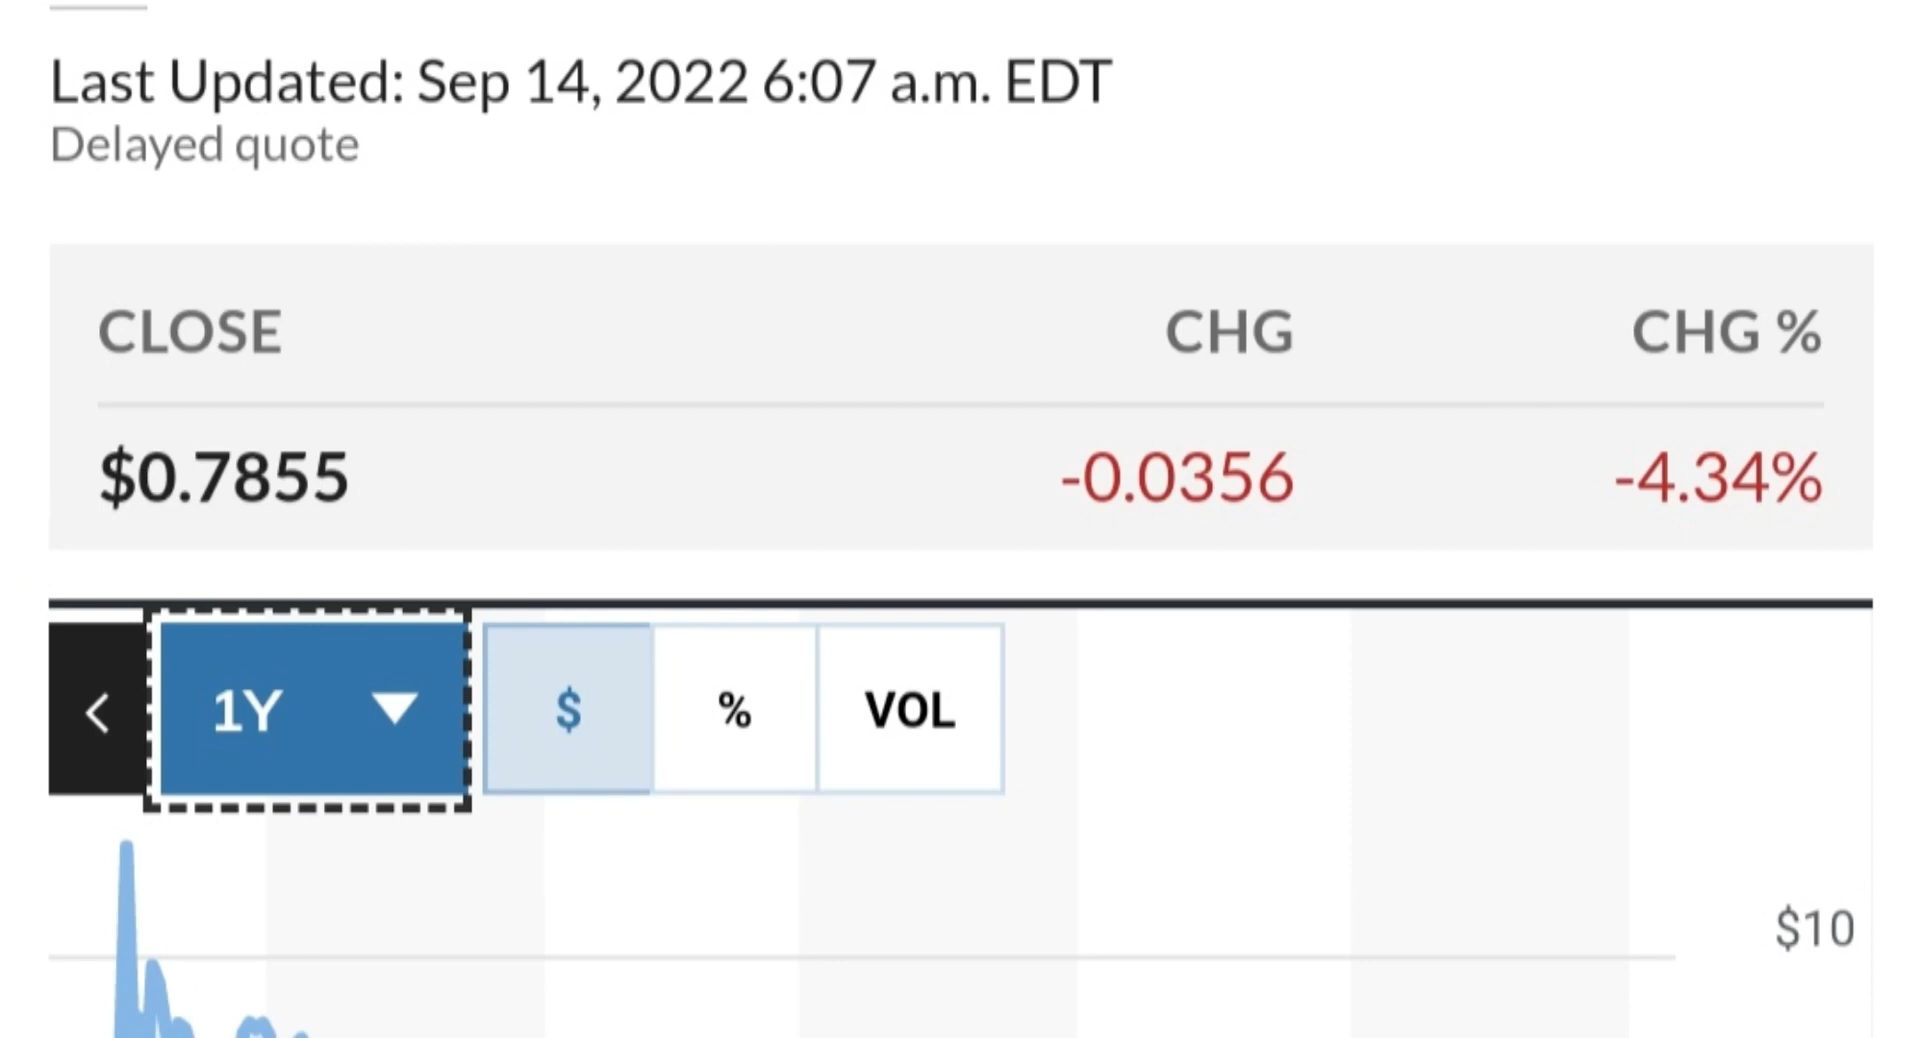 Last Updated: Sep 14, 2022 6:07 a.m. EDT
Delayed quote
CLOSE CHG CHG %
$0.7855 -0.0356 -4.34%
1Y $ % VOL
$10